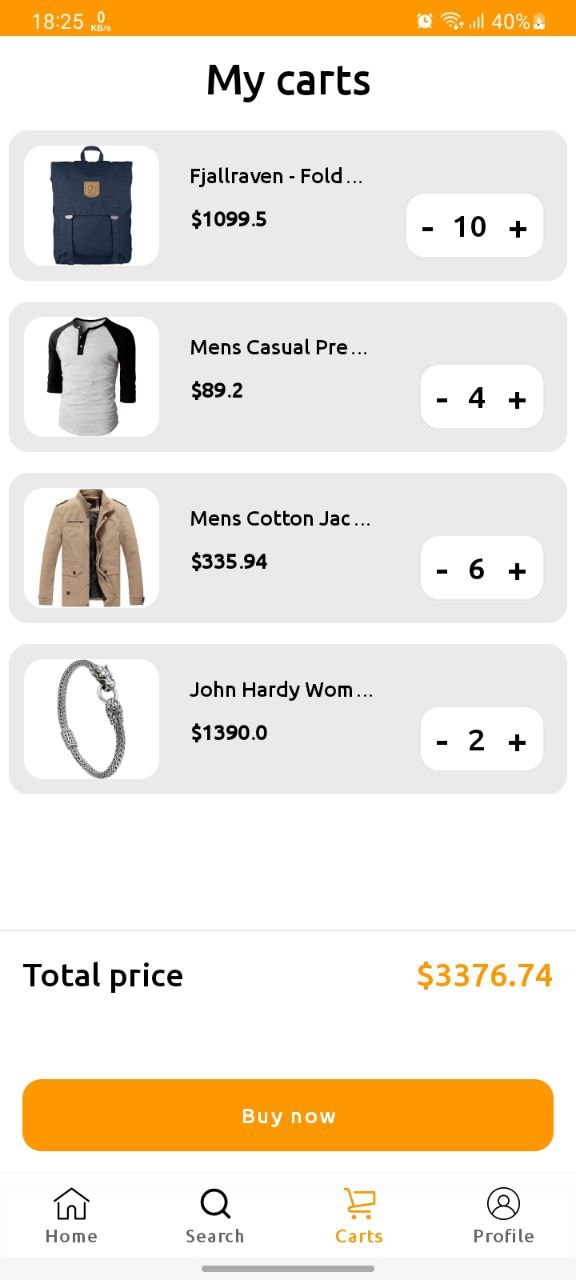 18:25 0 KB/s 40%
My carts
Fjallraven - Fold...
$1099.5
- 10 +
Mens Casual Pre...
$89.2
- 4 +
Mens Cotton Jac...
$335.94
- 6 +
John Hardy Wom...
$1390.0
- 2 +
Total price $3376.74
Buy now
Home Search Carts Profile